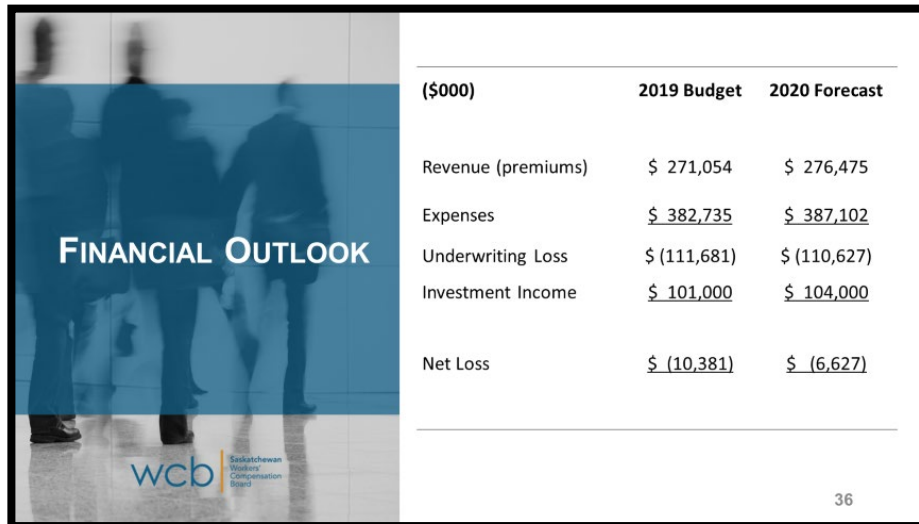 FINANCIAL OUTLOOK
wcb Saskatchewan
Workers'
Compensation
Board
($000) 2019 Budget 2020 Forecast
Revenue (premiums) $ 271,054 $ 276,475
Expenses $ 382,735 $ 387,102
Underwriting Loss $ (111,681) $ (110,627)
Investment Income $ 101,000 $ 104,000
Net Loss $ (10,381) $ (6,627)
36